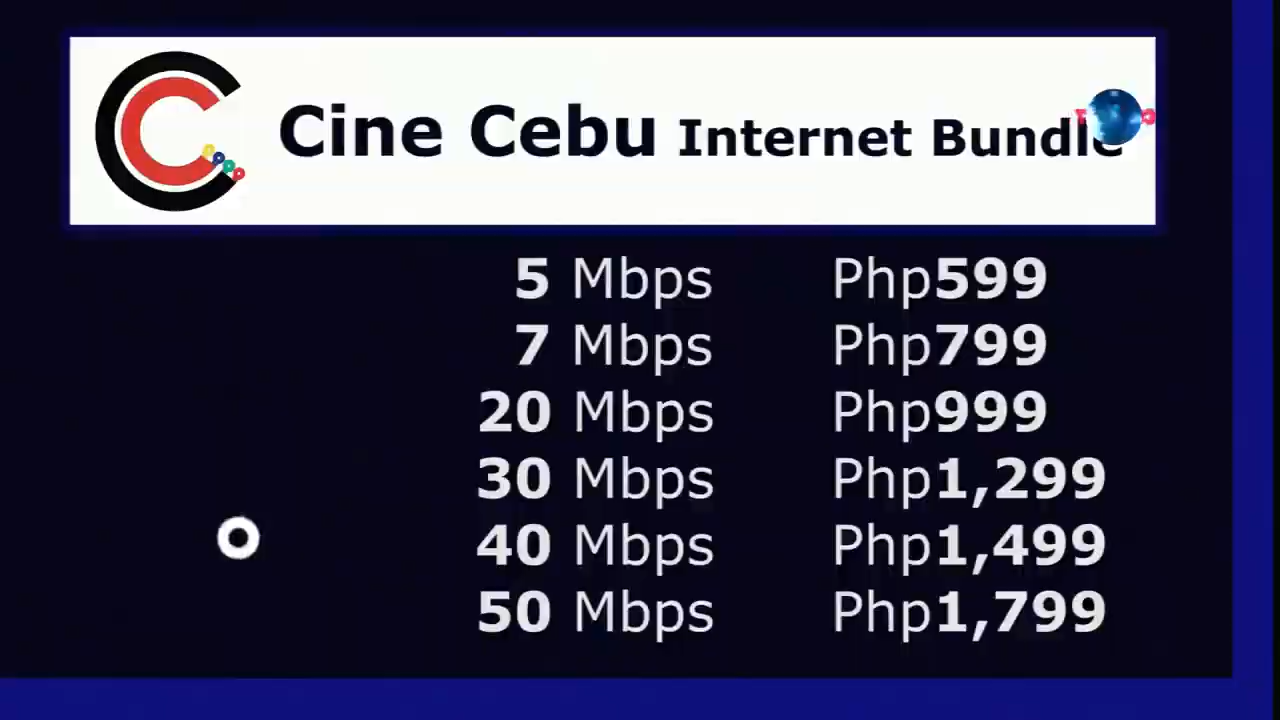 Cine Cebu Internet Bundle
5 Mbps Php599
7 Mbps Php799
20 Mbps Php999
30 Mbps Php1,299
40 Mbps Php1,499
50 Mbps Php1,799